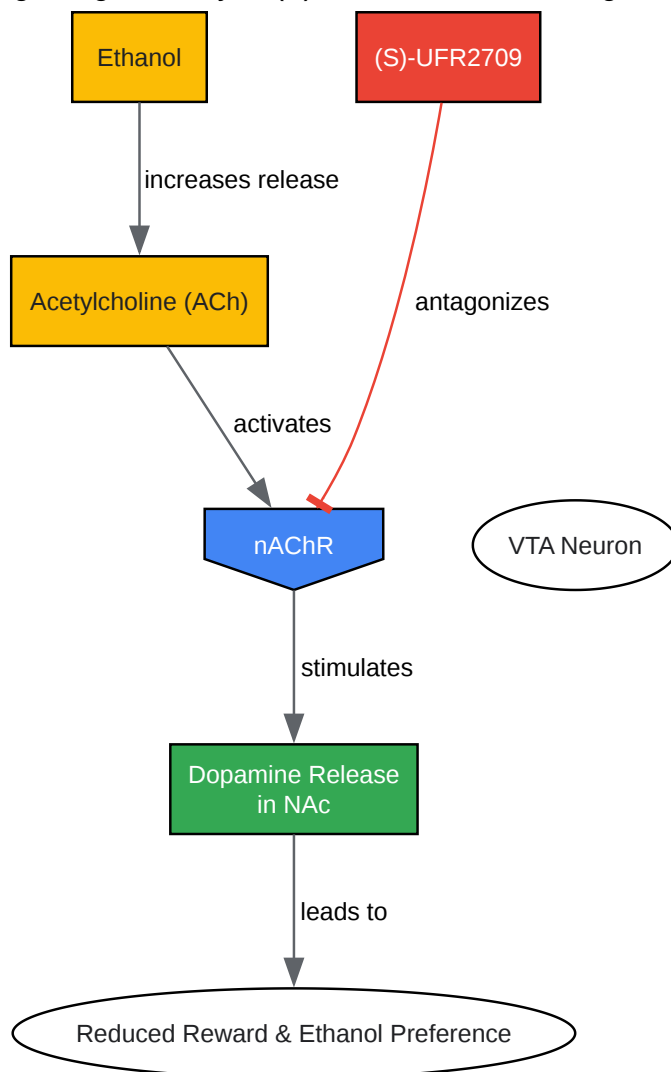 Ethanol
(S)-UFR2709
increases release
Acetylcholine (ACh)
antagonizes
activates
nAChR
VTA Neuron
stimulates
Dopamine Release
in NAc
leads to
Reduced Reward & Ethanol Preference